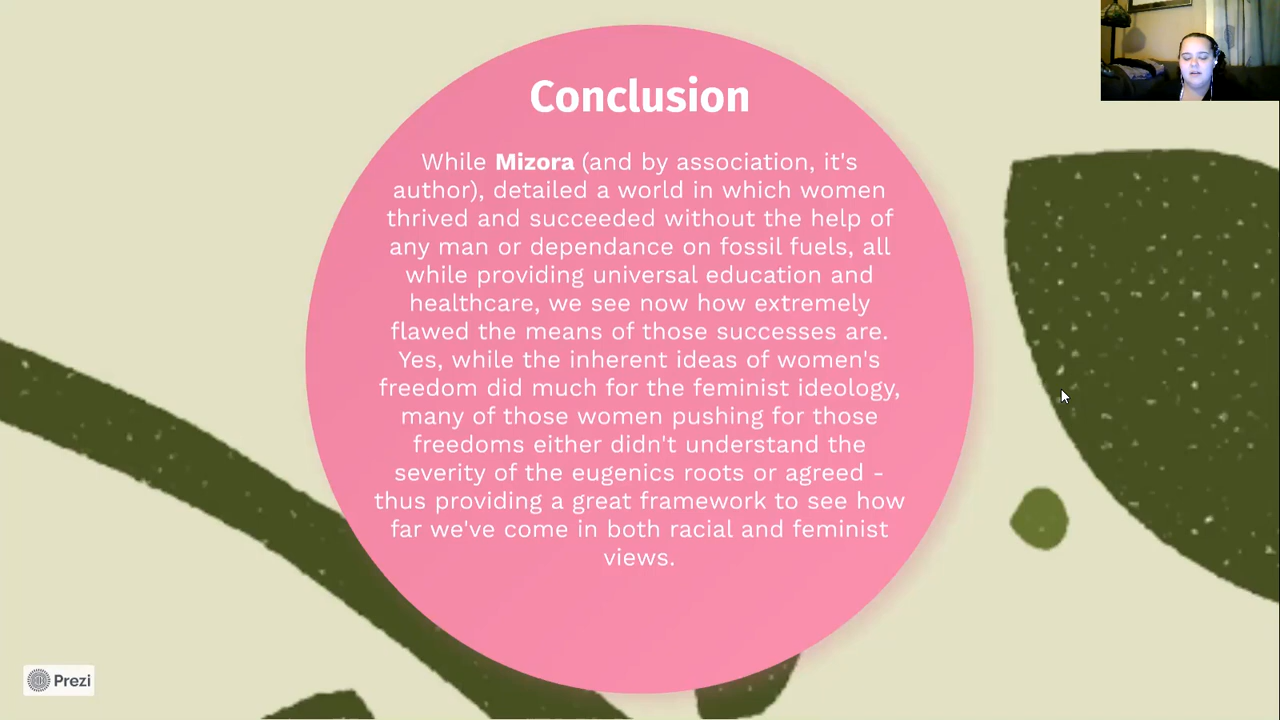 Conclusion
While Mizora (and by association, it's
author), detailed a world in which women
thrived and succeeded without the help of
any man or dependance on fossil fuels, all
while providing universal education and
healthcare, we see now how extremely
flawed the means of those successes are.
Yes, while the inherent ideas of women's
freedom did much for the feminist ideology,
many of those women pushing for those
freedoms either didn't understand the
severity of the eugenics roots or agreed -
thus providing a great framework to see how
far we've come in both racial and feminist
views.
Prezi